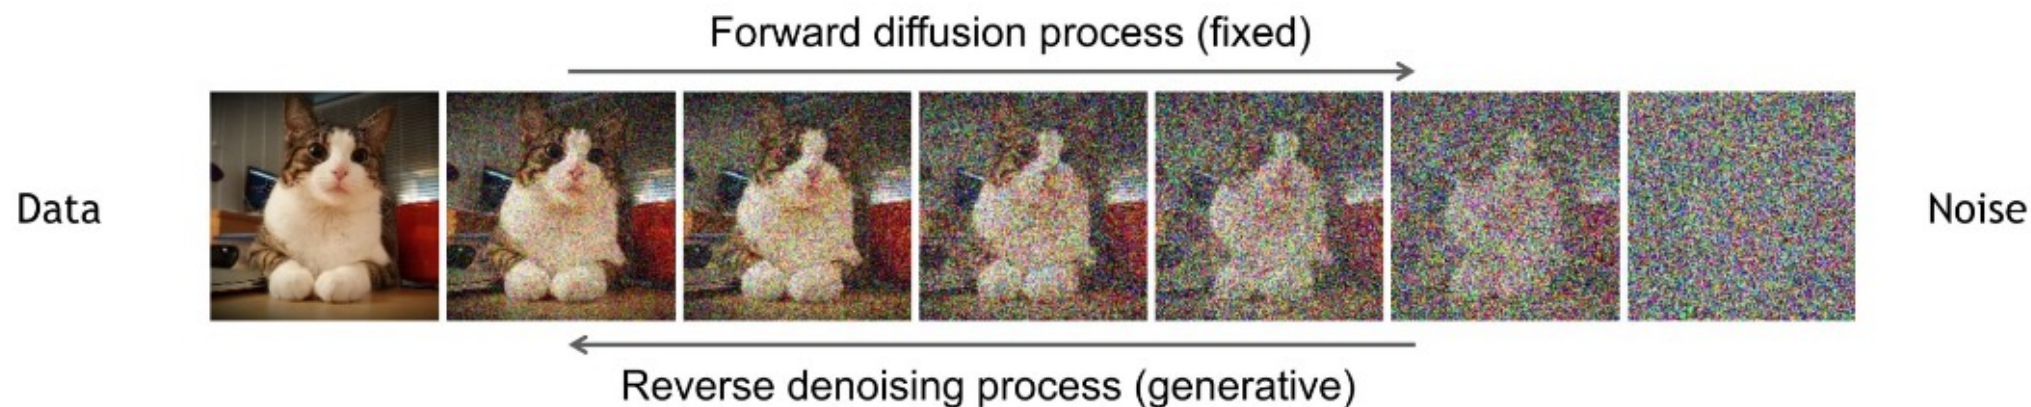 Forward diffusion process (fixed)
Data
Noise
Reverse denoising process (generative)